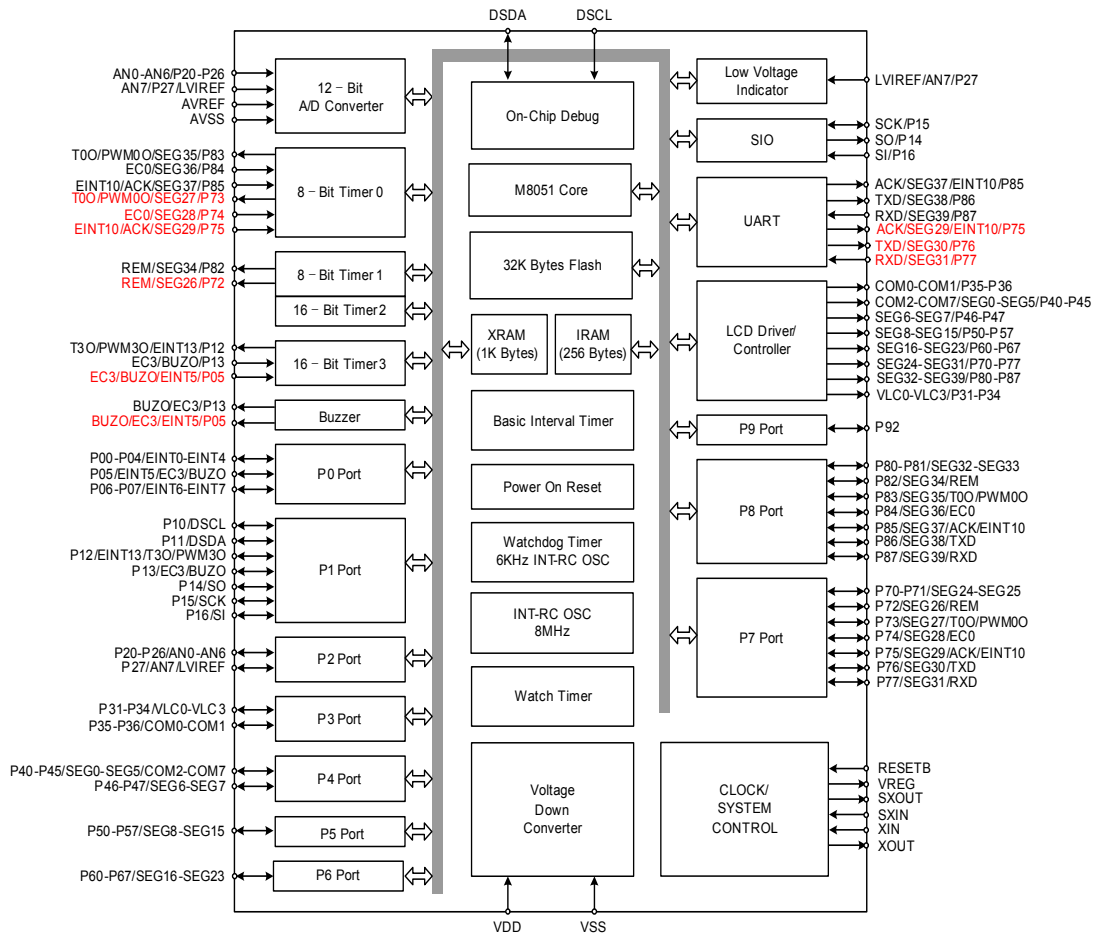 DSDA
DSCL
AN0-AN6/P20-P26
AN7/P27/LVIREF
AVREF
AVSS
12 – Bit
A/D Converter
T0O/PWM0O/SEG35/P83
EC0/SEG36/P84
EINT10/ACK/SEG37/P85
T0O/PWM0O/SEG27/P73
EC0/SEG28/P74
EINT10/ACK/SEG29/P75
8 – Bit Timer 0
REM/SEG34/P82
REM/SEG26/P72
8 – Bit Timer 1
16 – Bit Timer2
T3O/PWM3O/EINT13/P12
EC3/BUZO/P13
EC3/BUZO/EINT5/P05
16 – Bit Timer3
BUZO/EC3/P13
BUZO/EC3/EINT5/P05
Buzzer
P00-P04/EINT0-EINT4
P05/EINT5/EC3/BUZO
P06-P07/EINT6-EINT7
P0 Port
P10/DSCL
P11/DSDA
P12/EINT13/T3O/PWM3O
P13/EC3/BUZO
P14/SO
P15/SCK
P16/SI
P1 Port
P20-P26/AN0-AN6
P27/AN7/LVIREF
P2 Port
P31-P34/VLC0-VLC3
P35-P36/COM0-COM1
P3 Port
P40-P45/SEG0-SEG5/COM2-COM7
P46-P47/SEG6-SEG7
P4 Port
P50-P57/SEG8-SEG15
P5 Port
P60-P67/SEG16-SEG23
P6 Port
On-Chip Debug
M8051 Core
32K Bytes Flash
XRAM
(1K Bytes)
IRAM
(256 Bytes)
Basic Interval Timer
Power On Reset
Watchdog Timer
6KHz INT-RC OSC
INT-RC OSC
8MHz
Watch Timer
Voltage
Down
Converter
VDD
VSS
Low Voltage
Indicator
LVIREF/AN7/P27
SIO
SCK/P15
SO/P14
SI/P16
UART
ACK/SEG37/EINT10/P85
TXD/SEG38/P86
RXD/SEG39/P87
ACK/SEG29/EINT10/P75
TXD/SEG30/P76
RXD/SEG31/P77
LCD Driver/
Controller
COM0-COM1/P35-P36
COM2-COM7/SEG0-SEG5/P40-P45
SEG6-SEG7/P46-P47
SEG8-SEG15/P50-P57
SEG16-SEG23/P60-P67
SEG24-SEG31/P70-P77
SEG32-SEG39/P80-P87
VLC0-VLC3/P31-P34
P9 Port
P92
P8 Port
P80-P81/SEG32-SEG33
P82/SEG34/REM
P83/SEG35/T0O/PWM0O
P84/SEG36/EC0
P85/SEG37/ACK/EINT10
P86/SEG38/TXD
P87/SEG39/RXD
P7 Port
P70-P71/SEG24-SEG25
P72/SEG26/REM
P73/SEG27/T0O/PWM0O
P74/SEG28/EC0
P75/SEG29/ACK/EINT10
P76/SEG30/TXD
P77/SEG31/RXD
CLOCK/
SYSTEM
CONTROL
RESETB
VREG
SXOUT
SXIN
XIN
XOUT